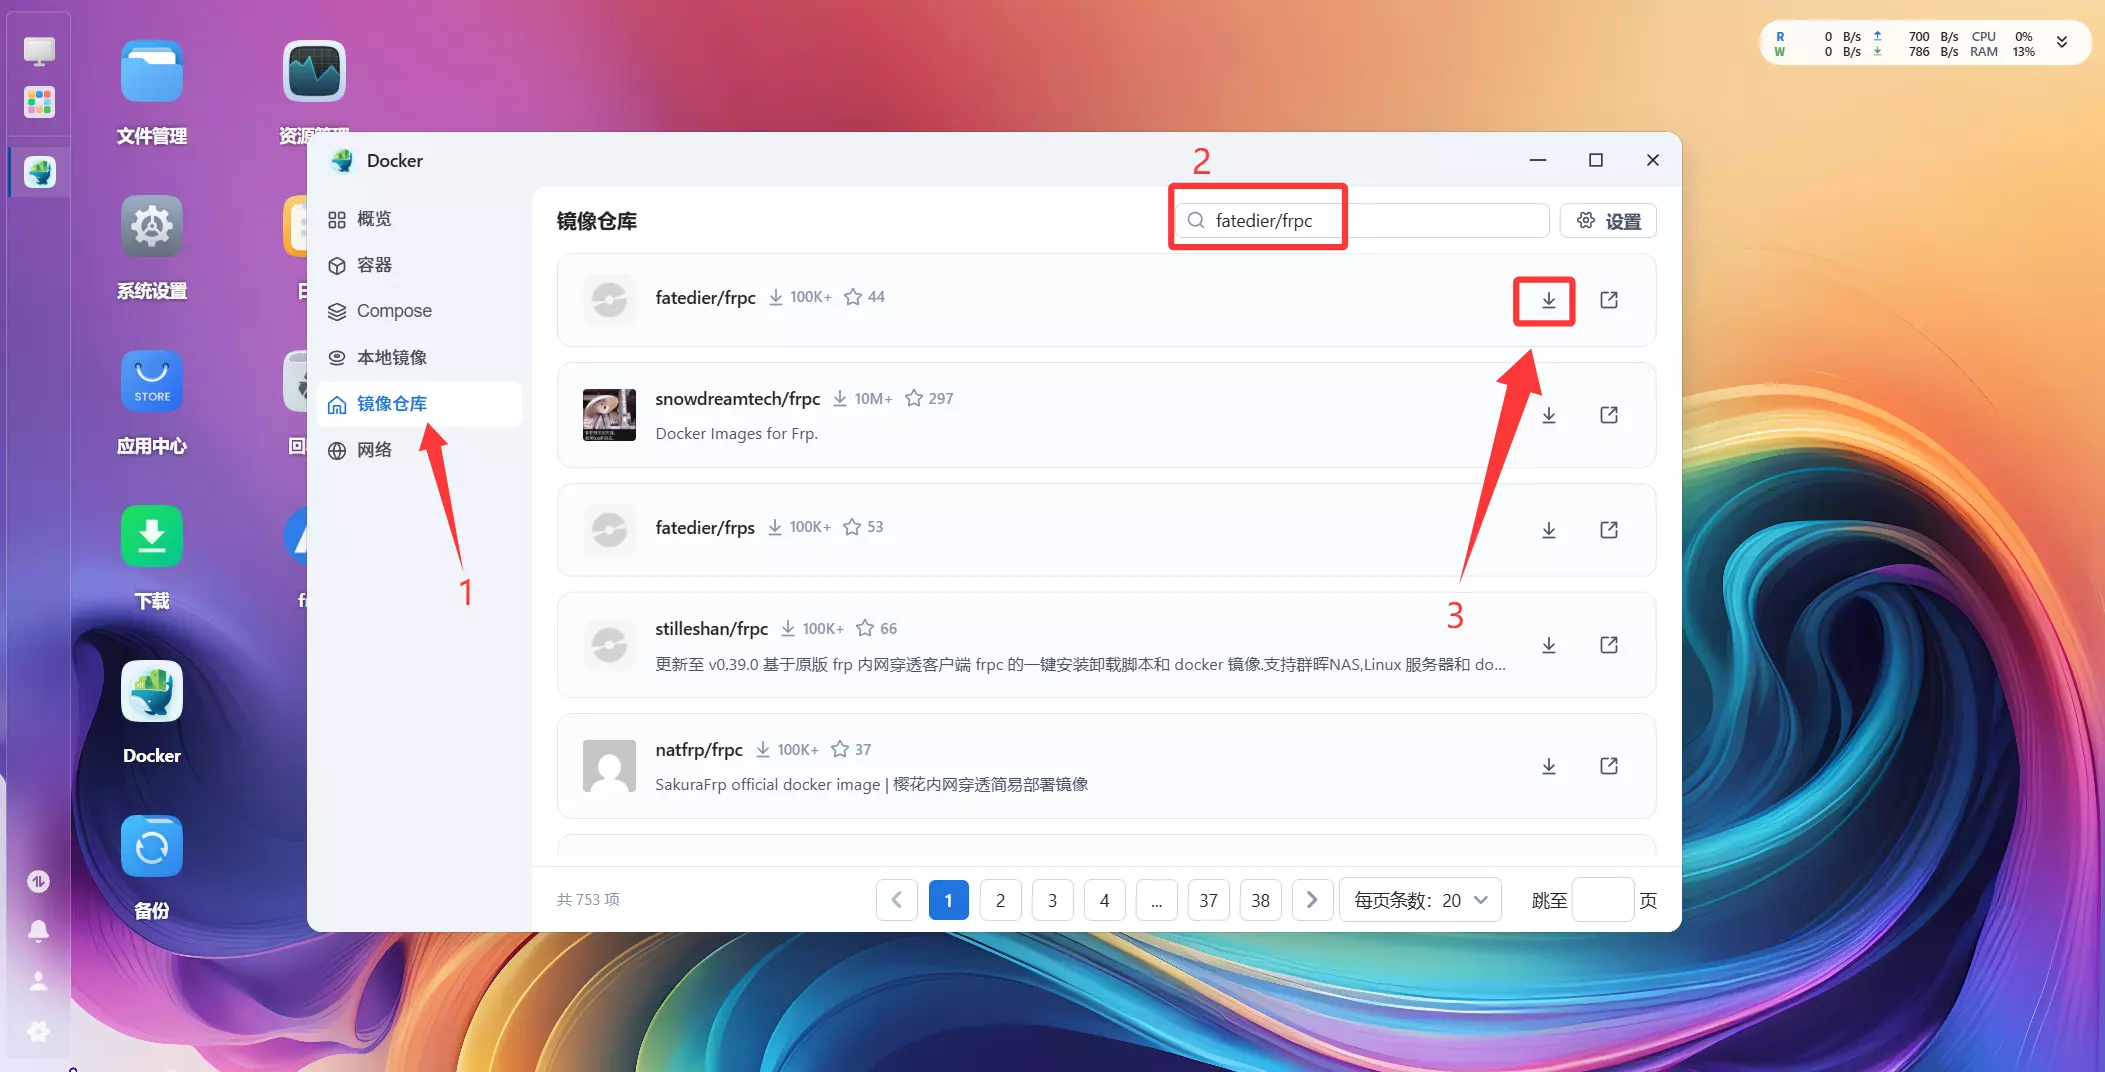 R 0 B/s 700 B/s CPU 0%
W 0 B/s 786 B/s RAM 13%
文件管理
资源管理
系统设置
日
STORE
应用中心
回
下载
fr
Docker
备份
Docker
概览
容器
Compose
本地镜像
镜像仓库
网络
1
2
3
镜像仓库
fatedier/frpc
设置
fatedier/frpc 100K+ 44
snowdreamtech/frpc 10M+ 297
Docker Images for Frp.
fatedier/frps 100K+ 53
stilleshan/frpc 100K+ 66
更新至 v0.39.0 基于原版 frp 内网穿透客户端 frpc 的一键安装卸载脚本和 docker 镜像.支持群晖NAS,Linux 服务器和 do...
natfrp/frpc 100K+ 37
SakuraFrp official docker image | 樱花内网穿透简易部署镜像
共 753 项
1 2 3 4 ... 37 38
每页条数: 20
跳至 页